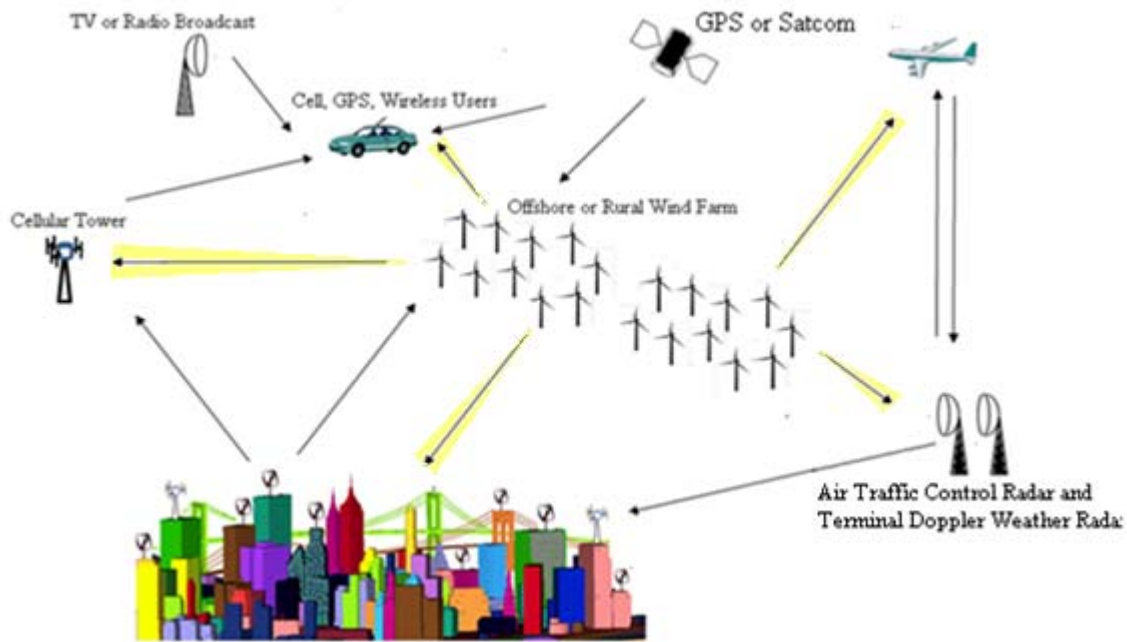 TV or Radio Broadcast
GPS or Satcom
Cell, GPS, Wireless Users
Offshore or Rural Wind Farm
Cellular Tower
Air Traffic Control Radar and
Terminal Doppler Weather Rada